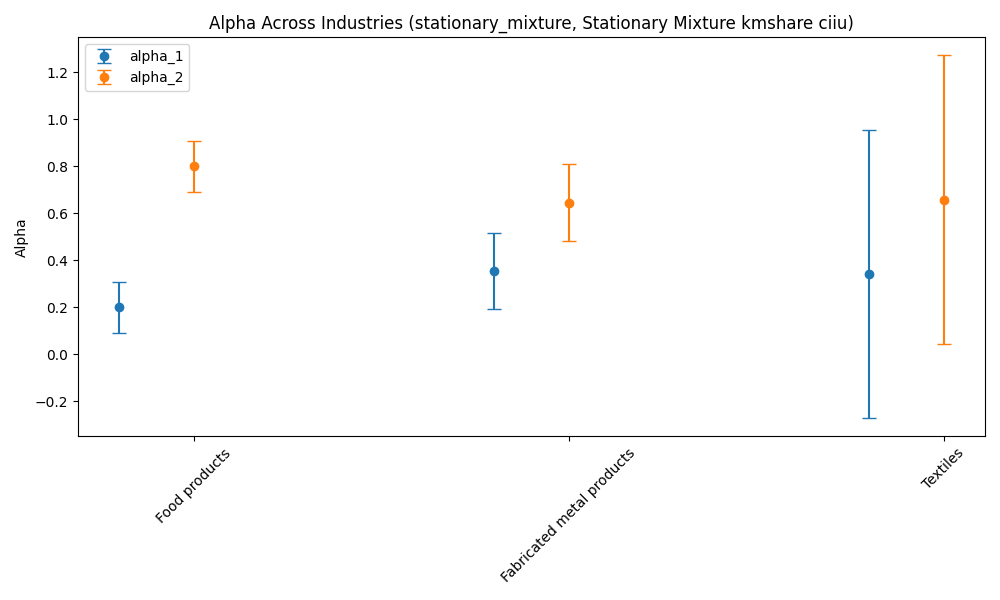 Alpha Across Industries (stationary_mixture, Stationary Mixture kmshare ciiu)
alpha_1
alpha_2
Alpha
1.2
1.0
0.8
0.6
0.4
0.2
0.0
−0.2
Food products
Fabricated metal products
Textiles